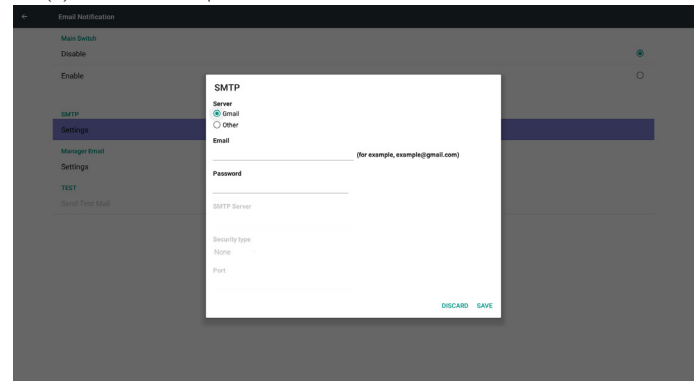 Email Notification
Main Switch
Disable
Enable
SMTP
Settings
Manager Email
Settings
TEST
Send Test Mail
SMTP
Server
Gmail
Other
Email
(for example, example@gmail.com)
Password
SMTP Server
Security type
None
Port
DISCARD SAVE